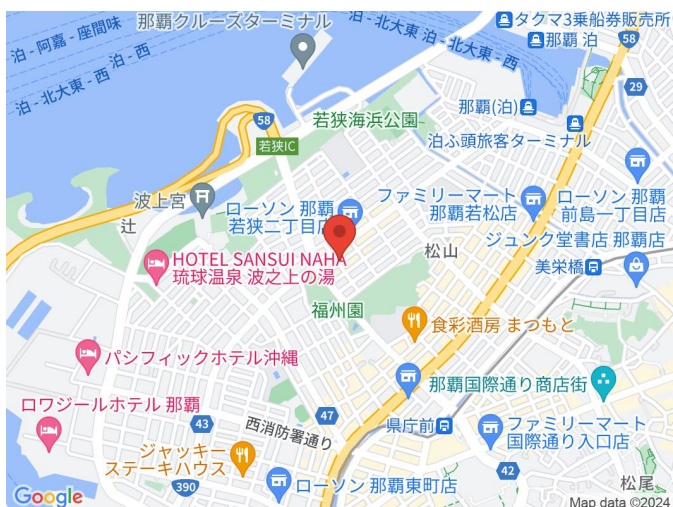 タクマ3乗船券販売所
那覇クルーズターミナル
泊-阿嘉-座間味
泊-西
泊-北大東-西
泊-北大東
泊-北大東-西
那覇 泊
58
29
那覇(泊)
若狭海浜公園
58
若狭IC
泊ふ頭旅客ターミナル
波上宮
辻
ローソン 那覇
若狭二丁目店
ファミリーマート
那覇若松店
ローソン 那覇
前島一丁目店
松山
ジュンク堂書店 那覇店
HOTEL SANSUI NAHA
琉球温泉 波之上の湯
美栄橋
福州園
食彩酒房 まつもと
パシフィックホテル沖縄
那覇国際通り商店街
ロワジールホテル 那覇
43
47
西消防署通り
県庁前
ファミリーマート
国際通り入口店
ジャッキー
ステーキハウス
42
390
ローソン 那覇東町店
松尾
Google
Map data ©2024